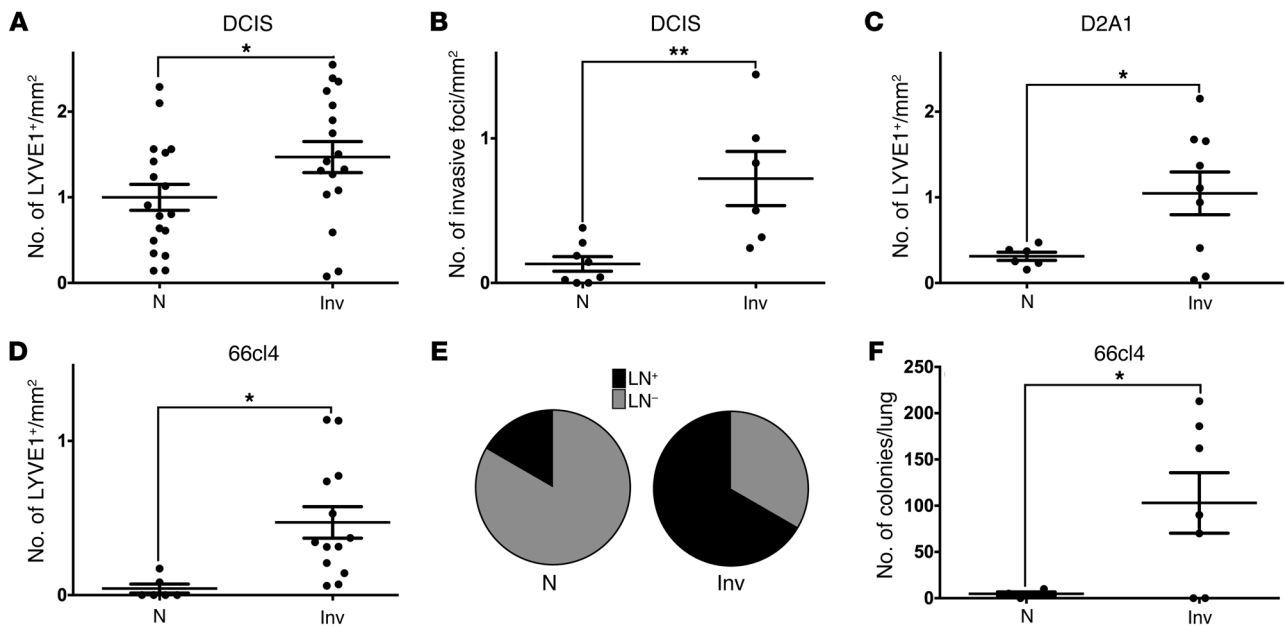 A
DCIS
*
No. of LYVE1⁺/mm²
2
1
0
N
Inv
B
DCIS
**
No. of invasive foci/mm²
1
0
N
Inv
C
D2A1
*
No. of LYVE1⁺/mm²
2
1
0
N
Inv
D
66cl4
*
No. of LYVE1⁺/mm²
1
0
N
Inv
E
LN⁺
LN⁻
N
Inv
F
66cl4
*
No. of colonies/lung
250
200
150
100
50
0
N
Inv